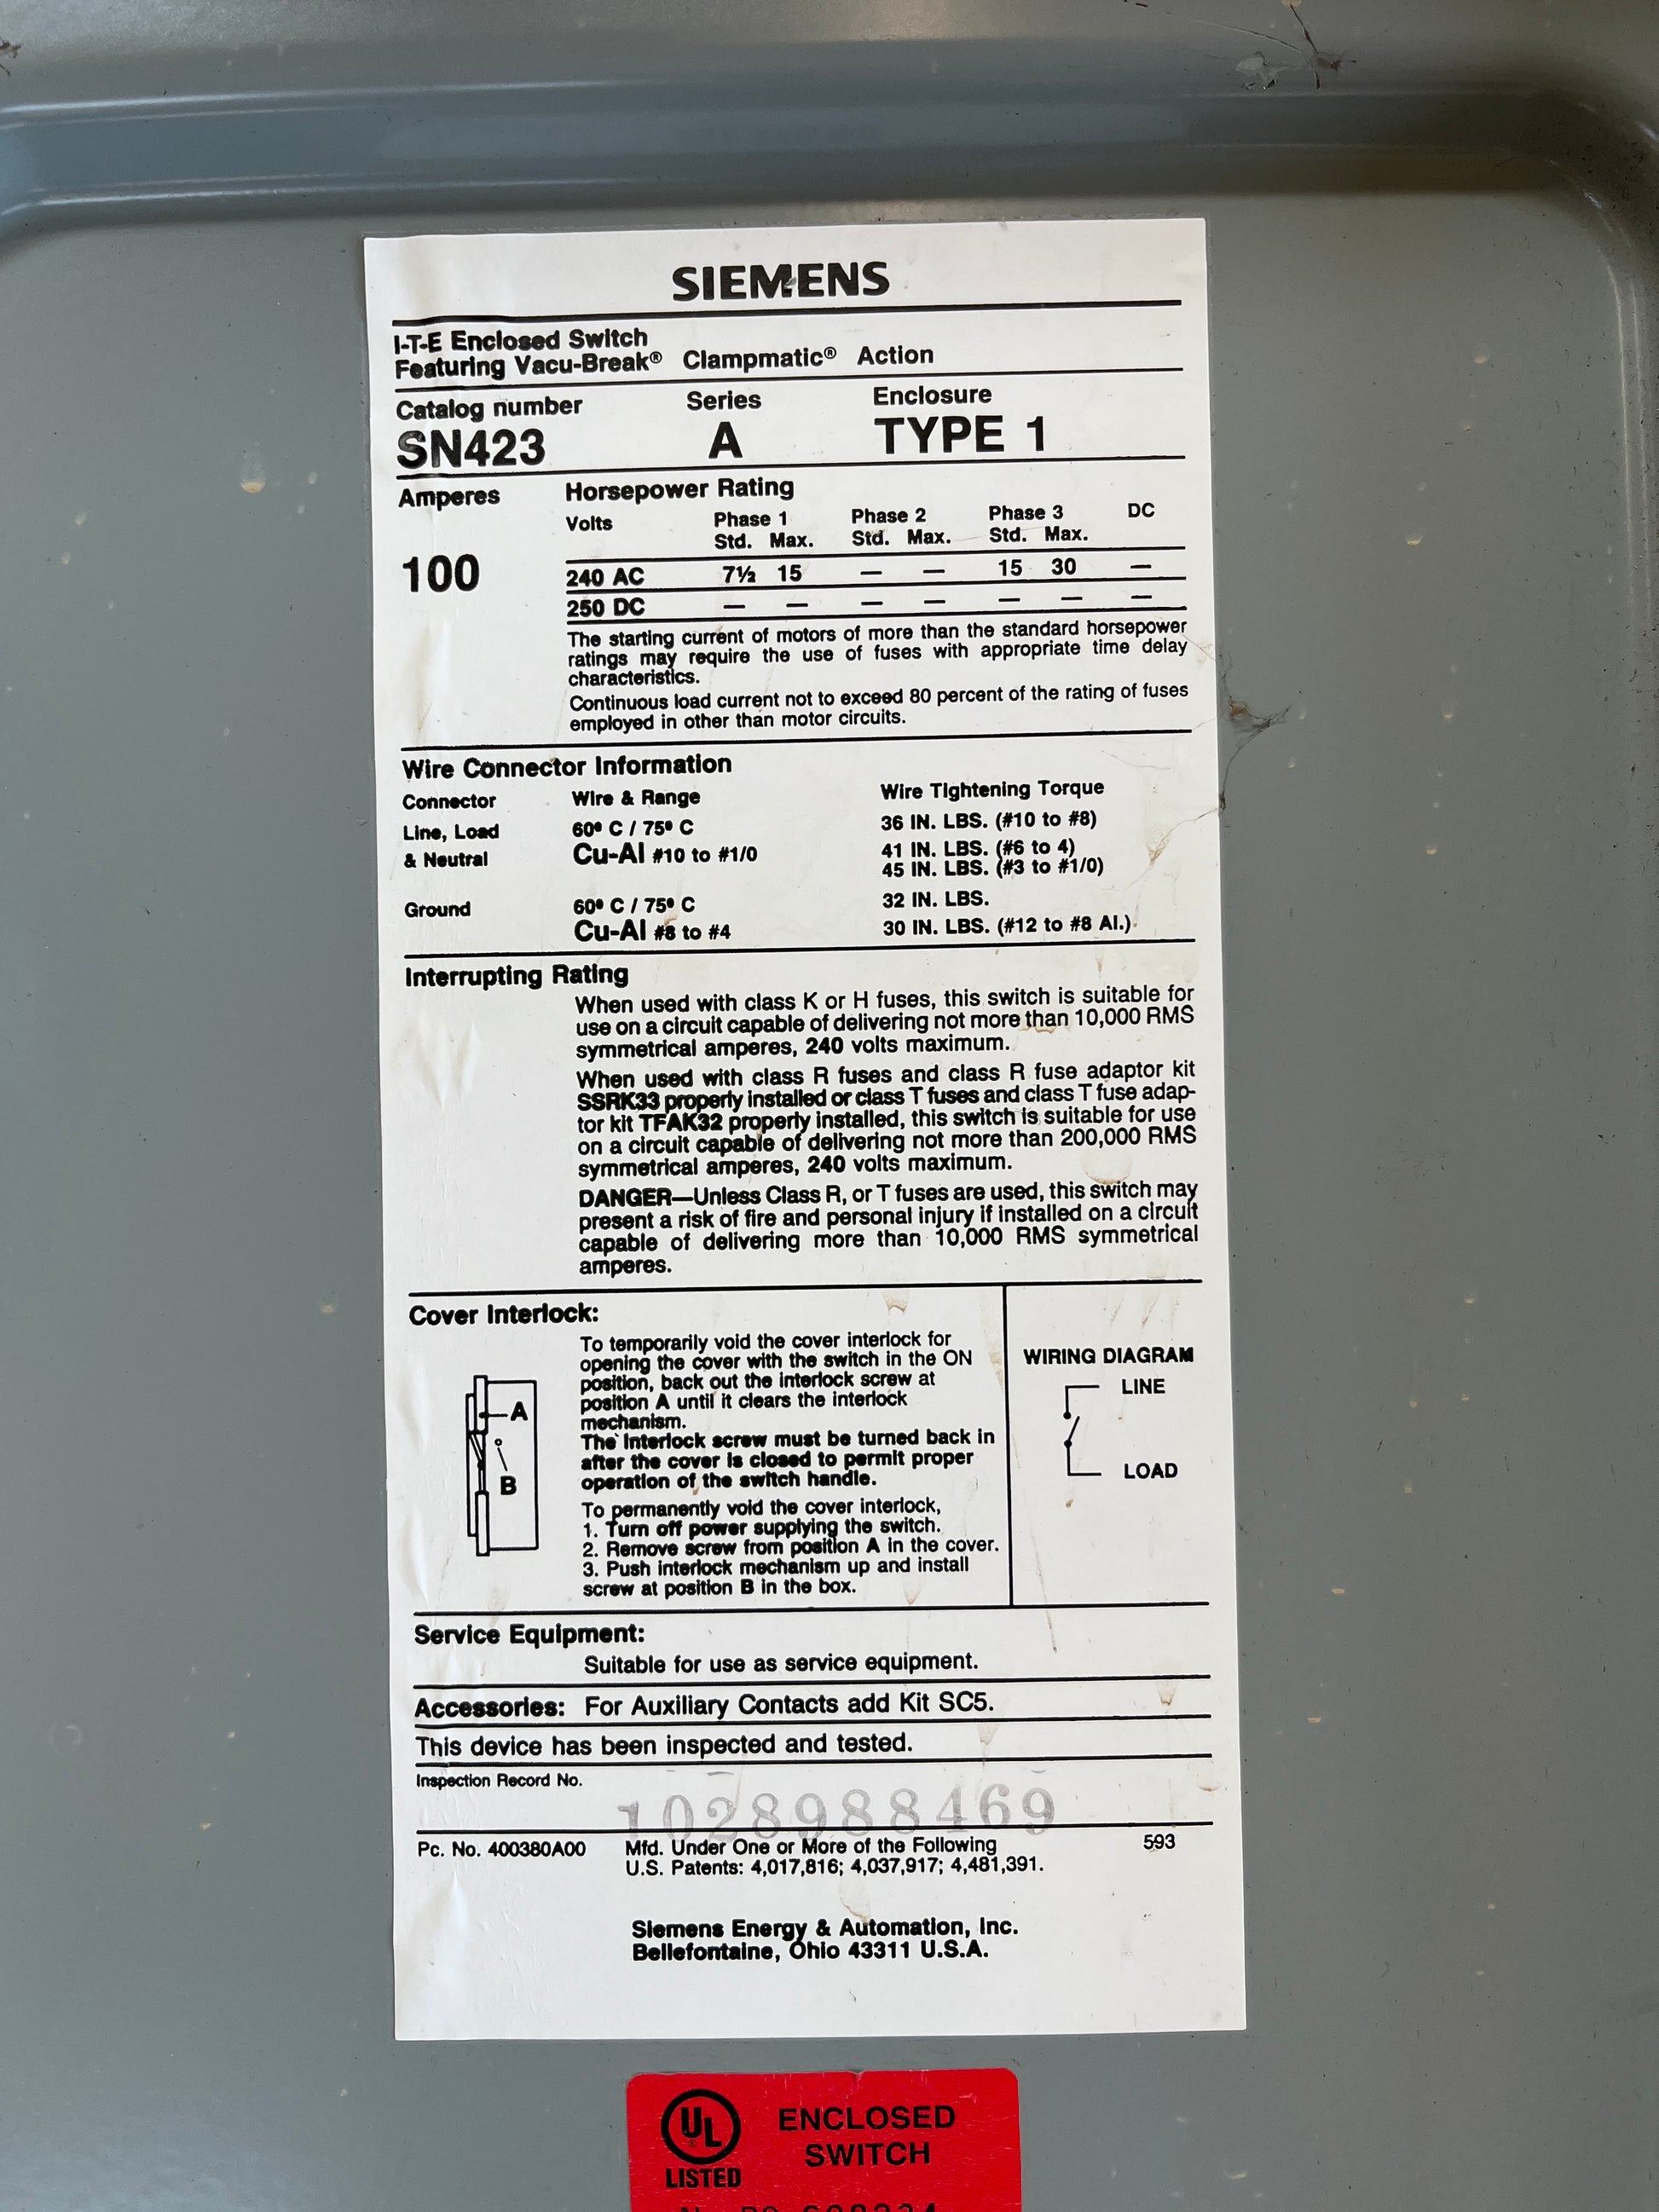 SIEMENS
I-T-E Enclosed Switch
Featuring Vacu-Break® Clampmatic® Action
Catalog number Series Enclosure
SN423 A TYPE 1
Amperes Horsepower Rating
Volts Phase 1 Phase 2 Phase 3 DC
Std. Max. Std. Max. Std. Max.
100 240 AC 7½ 15 — — 15 30 —
250 DC — — — — — — —
The starting current of motors of more than the standard horsepower
ratings may require the use of fuses with appropriate time delay
characteristics.
Continuous load current not to exceed 80 percent of the rating of fuses
employed in other than motor circuits.
Wire Connector Information
Connector Wire & Range Wire Tightening Torque
Line, Load 60° C / 75° C 36 IN. LBS. (#10 to #8)
& Neutral Cu-Al #10 to #1/0 41 IN. LBS. (#6 to 4)
45 IN. LBS. (#3 to #1/0)
Ground 60° C / 75° C 32 IN. LBS.
Cu-Al #8 to #4 30 IN. LBS. (#12 to #8 Al.)
Interrupting Rating
When used with class K or H fuses, this switch is suitable for
use on a circuit capable of delivering not more than 10,000 RMS
symmetrical amperes, 240 volts maximum.
When used with class R fuses and class R fuse adaptor kit
SSRK33 properly installed or class T fuses and class T fuse adap-
tor kit TFAK32 properly installed, this switch is suitable for use
on a circuit capable of delivering not more than 200,000 RMS
symmetrical amperes, 240 volts maximum.
DANGER—Unless Class R, or T fuses are used, this switch may
present a risk of fire and personal injury if installed on a circuit
capable of delivering more than 10,000 RMS symmetrical
amperes.
Cover Interlock:
To temporarily void the cover interlock for
opening the cover with the switch in the ON
position, back out the interlock screw at
position A until it clears the interlock
mechanism.
The Interlock screw must be turned back in
after the cover is closed to permit proper
operation of the switch handle.
To permanently void the cover interlock,
1. Turn off power supplying the switch.
2. Remove screw from position A in the cover.
3. Push interlock mechanism up and install
screw at position B in the box.
A
B
WIRING DIAGRAM
LINE
LOAD
Service Equipment:
Suitable for use as service equipment.
Accessories: For Auxiliary Contacts add Kit SC5.
This device has been inspected and tested.
Inspection Record No.
1028988469
Pc. No. 400380A00 Mfd. Under One or More of the Following 593
U.S. Patents: 4,017,816; 4,037,917; 4,481,391.
Siemens Energy & Automation, Inc.
Bellefontaine, Ohio 43311 U.S.A.
UL ® ENCLOSED
SWITCH
LISTED